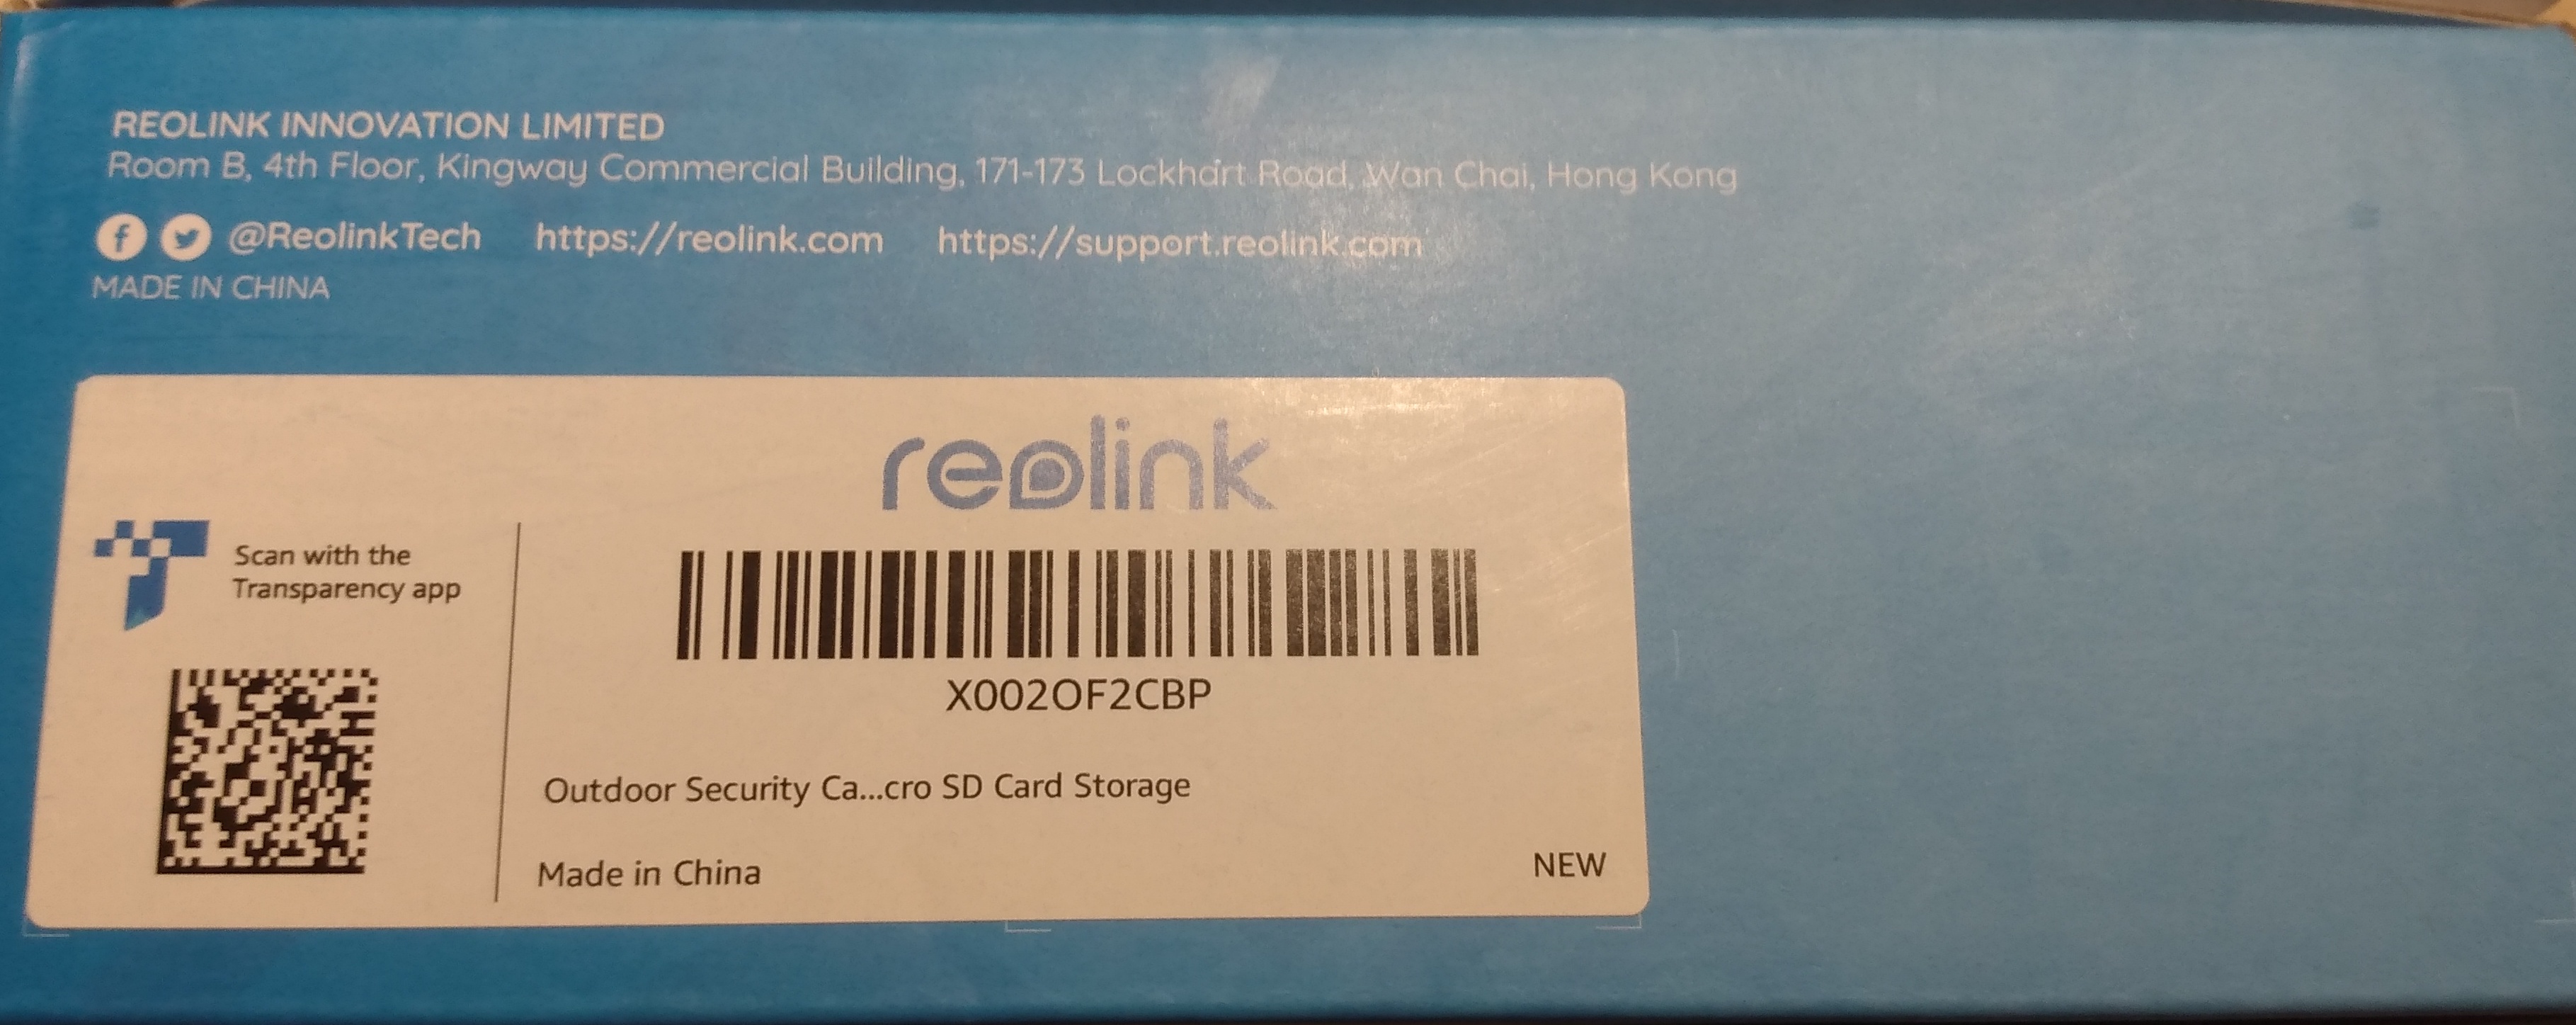 REOLINK INNOVATION LIMITED
Room B, 4th Floor, Kingway Commercial Building, 171-173 Lockhart Road, Wan Chai, Hong Kong
@ReolinkTech https://reolink.com https://support.reolink.com
MADE IN CHINA
reolink
Scan with the
Transparency app
X002OF2CBP
Outdoor Security Ca...cro SD Card Storage
Made in China
NEW